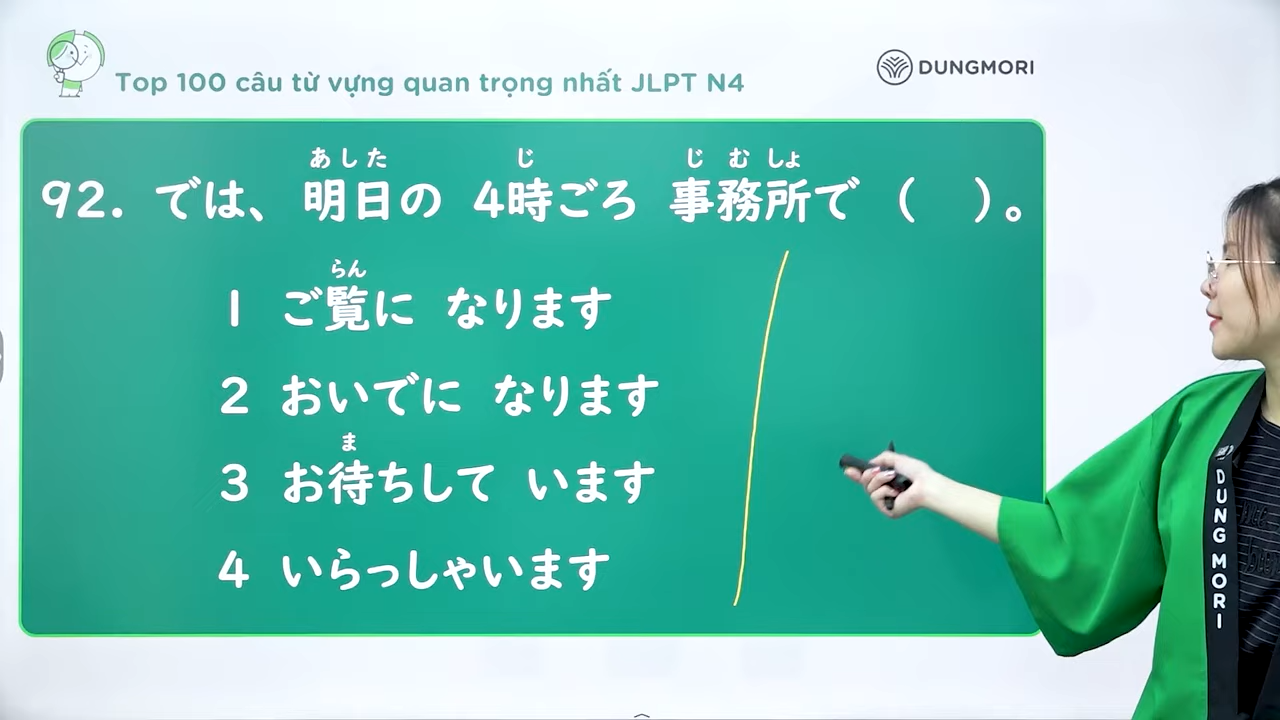 Top 100 câu từ vựng quan trọng nhất JLPT N4
DUNGMORI
あした じ じむしょ
92. では、明日の 4時ごろ 事務所で ( )。
らん
1 ご覧に なります
2 おいでに なります
ま
3 お待ちして います
4 いらっしゃいます
DUNG MORI